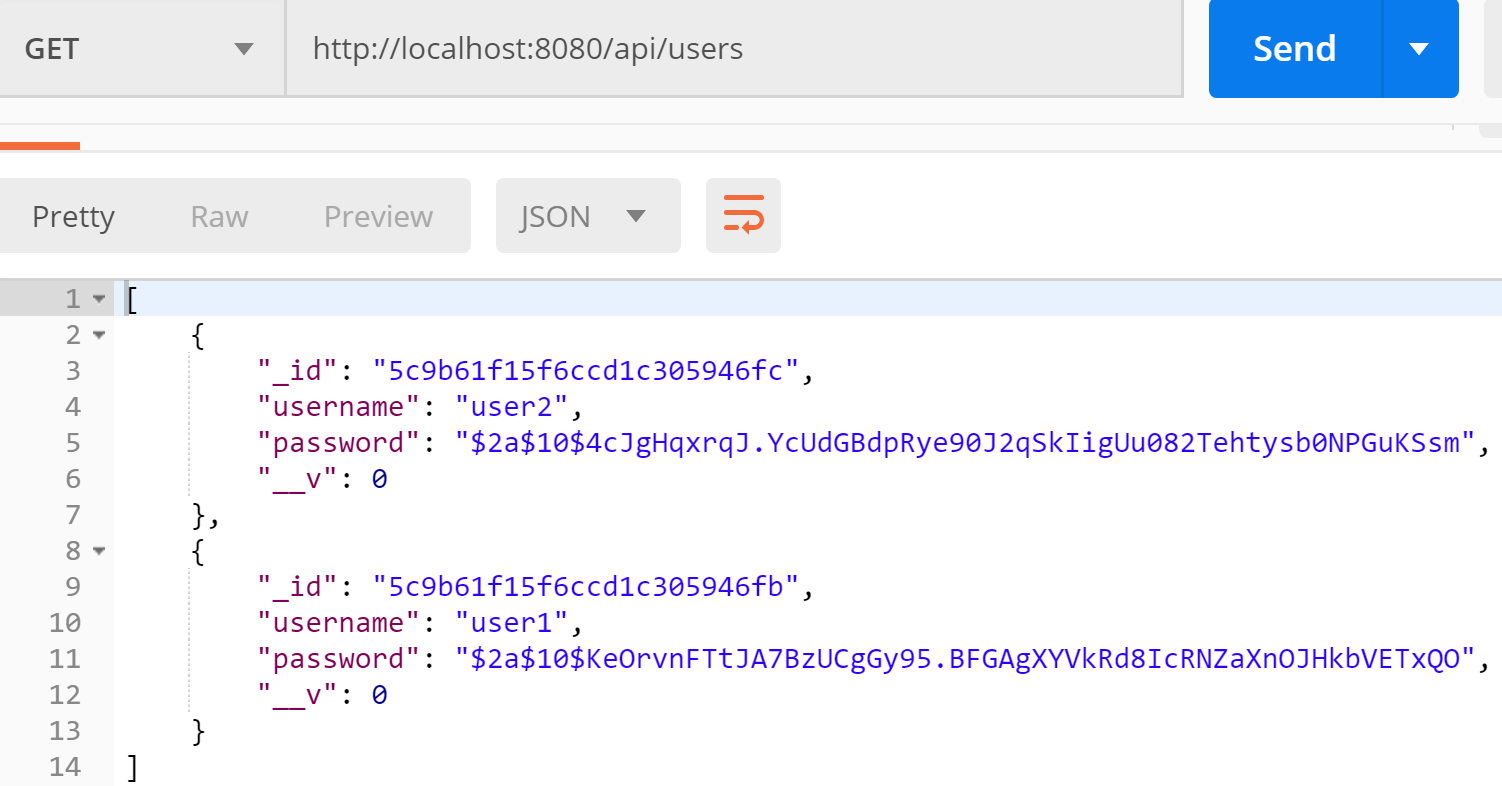 GET http://localhost:8080/api/users Send
Pretty Raw Preview JSON
1 [
2 {
3 "_id": "5c9b61f15f6ccd1c305946fc",
4 "username": "user2",
5 "password": "$2a$10$4cJgHqxrqJ.YcUdGBdpRye90J2qSkIigUu082Tehtysb0NPGuKSsm",
6 "__v": 0
7 },
8 {
9 "_id": "5c9b61f15f6ccd1c305946fb",
10 "username": "user1",
11 "password": "$2a$10$KeOrvnFTtJA7BzUCgGy95.BFGAgXYVkRd8IcRNZaXnOJHkbVETxQO",
12 "__v": 0
13 }
14 ]